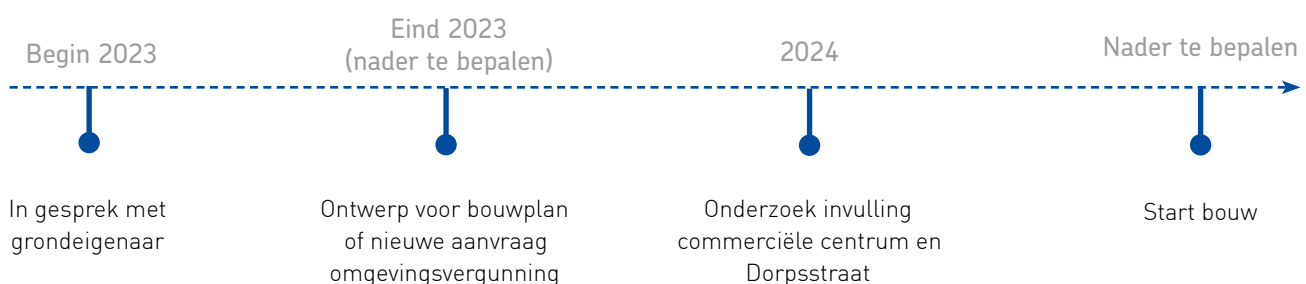 Begin 2023
Eind 2023
(nader te bepalen)
2024
Nader te bepalen
In gesprek met
grondeigenaar
Ontwerp voor bouwplan
of nieuwe aanvraag
omgevingsvergunning
Onderzoek invulling
commerciële centrum en
Dorpsstraat
Start bouw